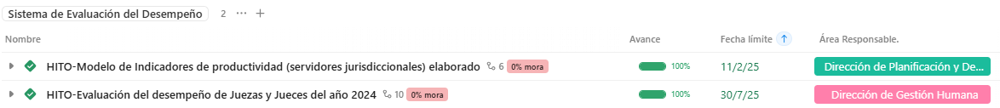 Sistema de Evaluación del Desempeño 2 ... +
Nombre Avance Fecha límite ↑ Área Responsable.
HITO-Modelo de Indicadores de productividad (servidores jurisdiccionales) elaborado 6 0% mora 100% 11/2/25 Dirección de Planificación y De...
HITO-Evaluación del desempeño de Juezas y Jueces del año 2024 10 0% mora 100% 30/7/25 Dirección de Gestión Humana